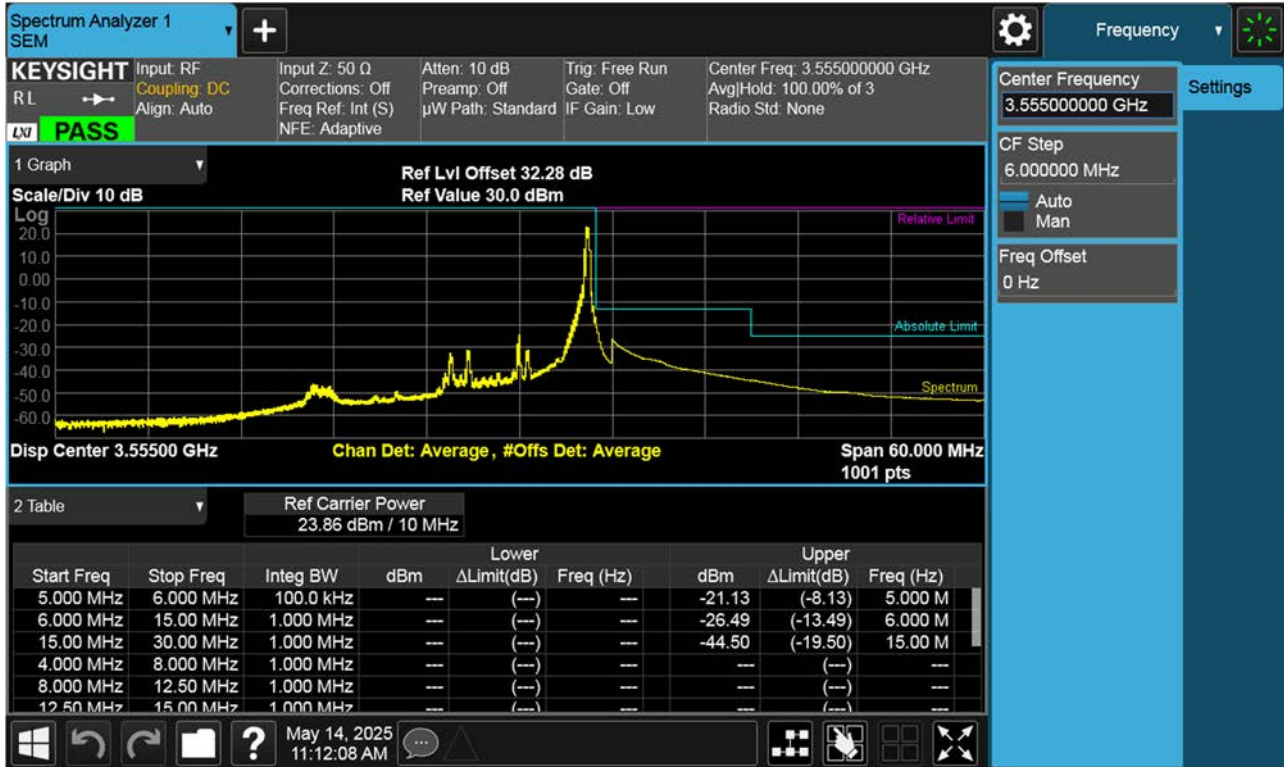 Spectrum Analyzer 1
SEM
Frequency
KEYSIGHT
RL
LXI PASS
Input: RF
Coupling: DC
Align: Auto
Input Z: 50 Ω
Corrections: Off
Freq Ref: Int (S)
NFE: Adaptive
Atten: 10 dB
Preamp: Off
µW Path: Standard
Trig: Free Run
Gate: Off
IF Gain: Low
Center Freq: 3.555000000 GHz
Avg|Hold: 100.00% of 3
Radio Std: None
Center Frequency
3.555000000 GHz
Settings
CF Step
6.000000 MHz
Auto
Man
Freq Offset
0 Hz
1 Graph
Ref Lvl Offset 32.28 dB
Scale/Div 10 dB
Ref Value 30.0 dBm
Log
Relative Limit
20.0
10.0
0.00
-10.0
-20.0
Absolute Limit
-30.0
-40.0
-50.0
Spectrum
-60.0
Disp Center 3.55500 GHz
Chan Det: Average, #Offs Det: Average
Span 60.000 MHz
1001 pts
2 Table
Ref Carrier Power
23.86 dBm / 10 MHz
Lower Upper
Start Freq Stop Freq Integ BW dBm ΔLimit(dB) Freq (Hz) dBm ΔLimit(dB) Freq (Hz)
5.000 MHz 6.000 MHz 100.0 kHz --- (---) --- -21.13 (-8.13) 5.000 M
6.000 MHz 15.00 MHz 1.000 MHz --- (---) --- -26.49 (-13.49) 6.000 M
15.00 MHz 30.00 MHz 1.000 MHz --- (---) --- -44.50 (-19.50) 15.00 M
4.000 MHz 8.000 MHz 1.000 MHz --- (---) --- --- (---) ---
8.000 MHz 12.50 MHz 1.000 MHz --- (---) --- --- (---) ---
12.50 MHz 15.00 MHz 1.000 MHz --- (---) --- --- (---) ---
?
May 14, 2025
11:12:08 AM